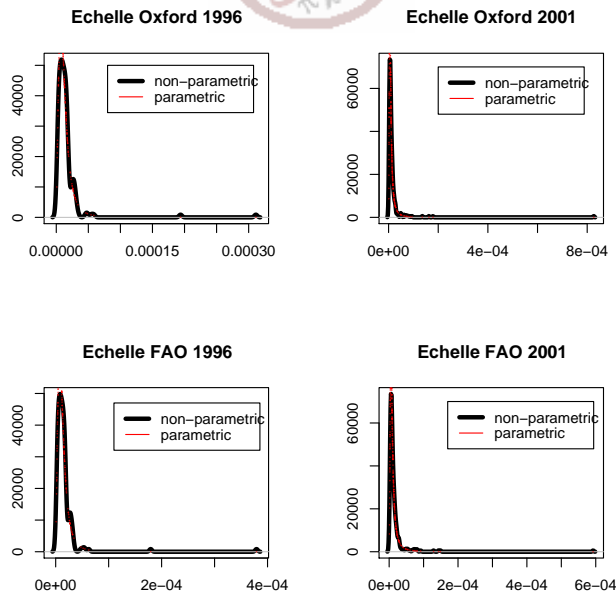 Echelle Oxford 1996
non−parametric
parametric
0
20000
40000
0.00000
0.00015
0.00030
Echelle Oxford 2001
non−parametric
parametric
0
20000
60000
0e+00
4e−04
8e−04
Echelle FAO 1996
non−parametric
parametric
0
20000
40000
0e+00
2e−04
4e−04
Echelle FAO 2001
non−parametric
parametric
0
20000
60000
0e+00
2e−04
4e−04
6e−04